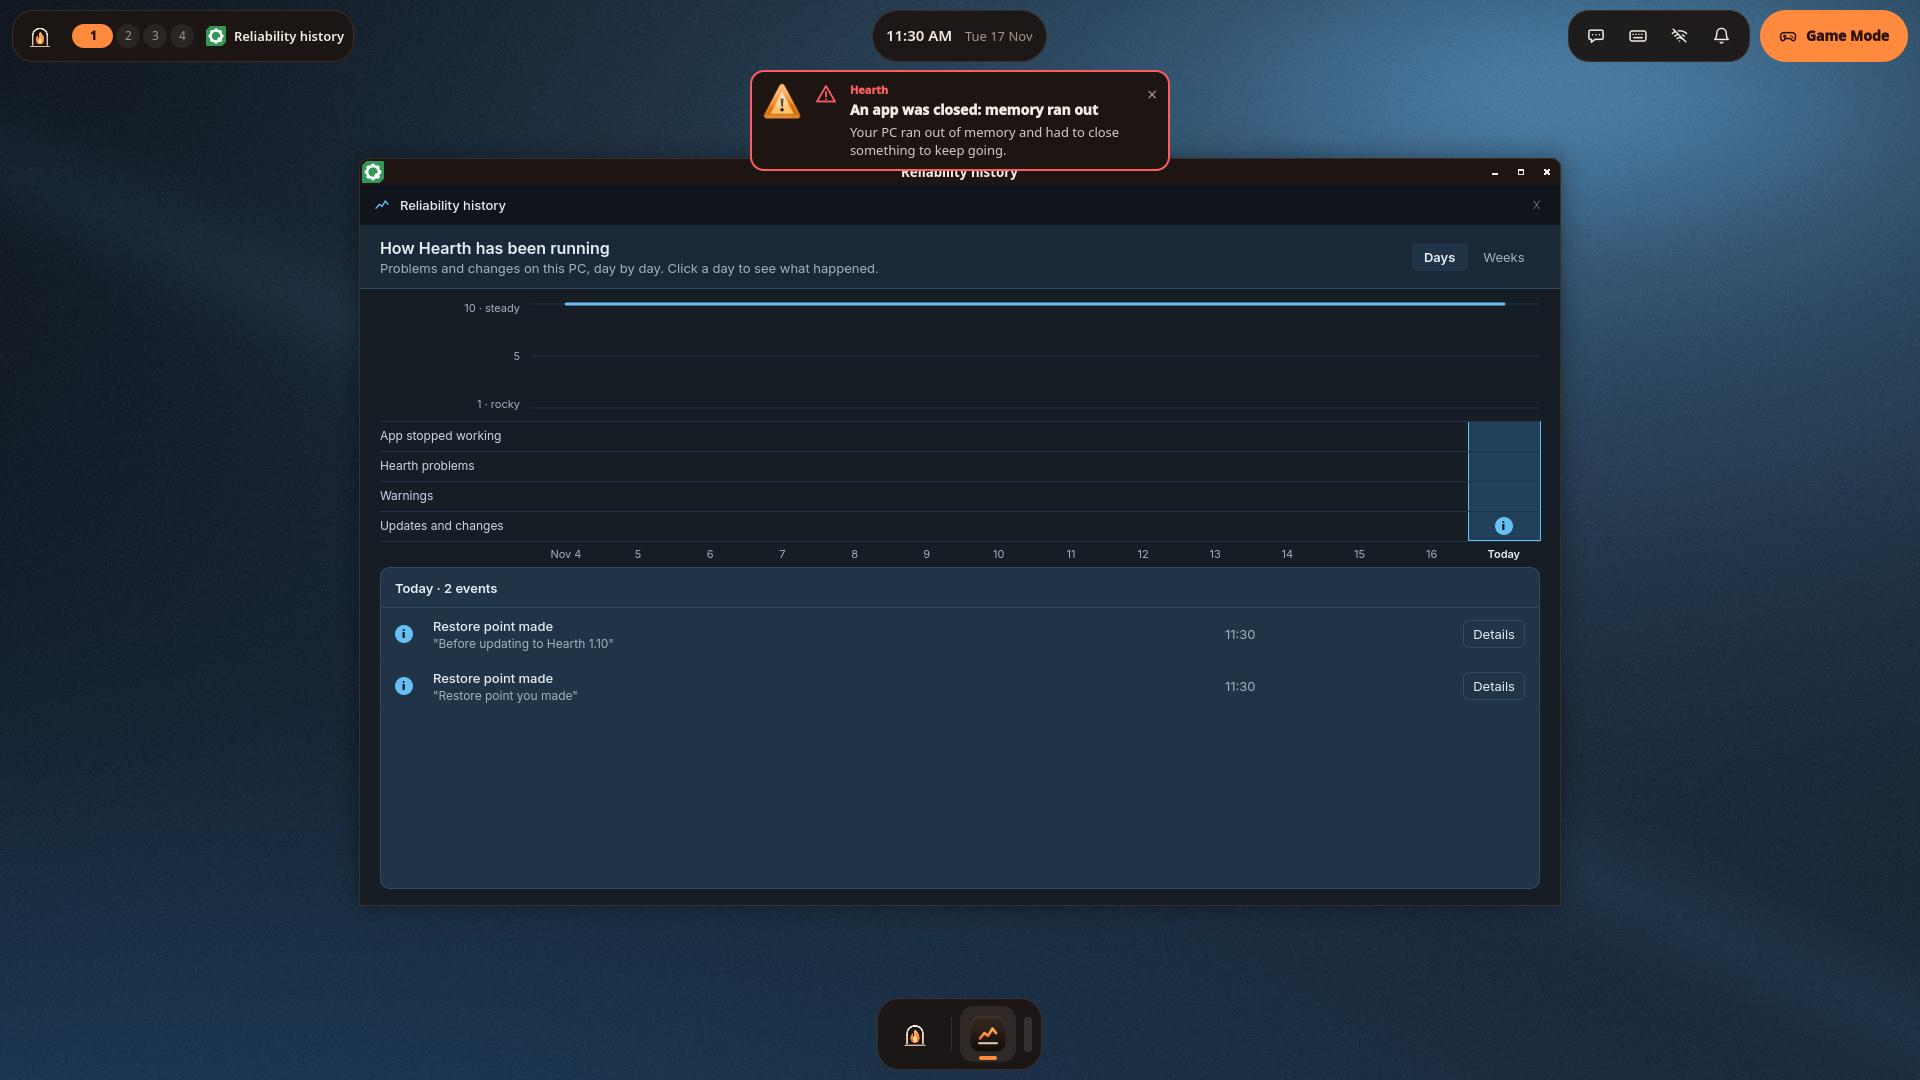 1 2 3 4 Reliability history
11:30 AM Tue 17 Nov
Game Mode
Hearth
An app was closed: memory ran out
Your PC ran out of memory and had to close
something to keep going.
Reliability history
Reliability history
X
How Hearth has been running
Problems and changes on this PC, day by day. Click a day to see what happened.
Days Weeks
10 · steady
5
1 · rocky
App stopped working
Hearth problems
Warnings
Updates and changes
Nov 4 5 6 7 8 9 10 11 12 13 14 15 16 Today
Today · 2 events
Restore point made
"Before updating to Hearth 1.10"
11:30
Details
Restore point made
"Restore point you made"
11:30
Details